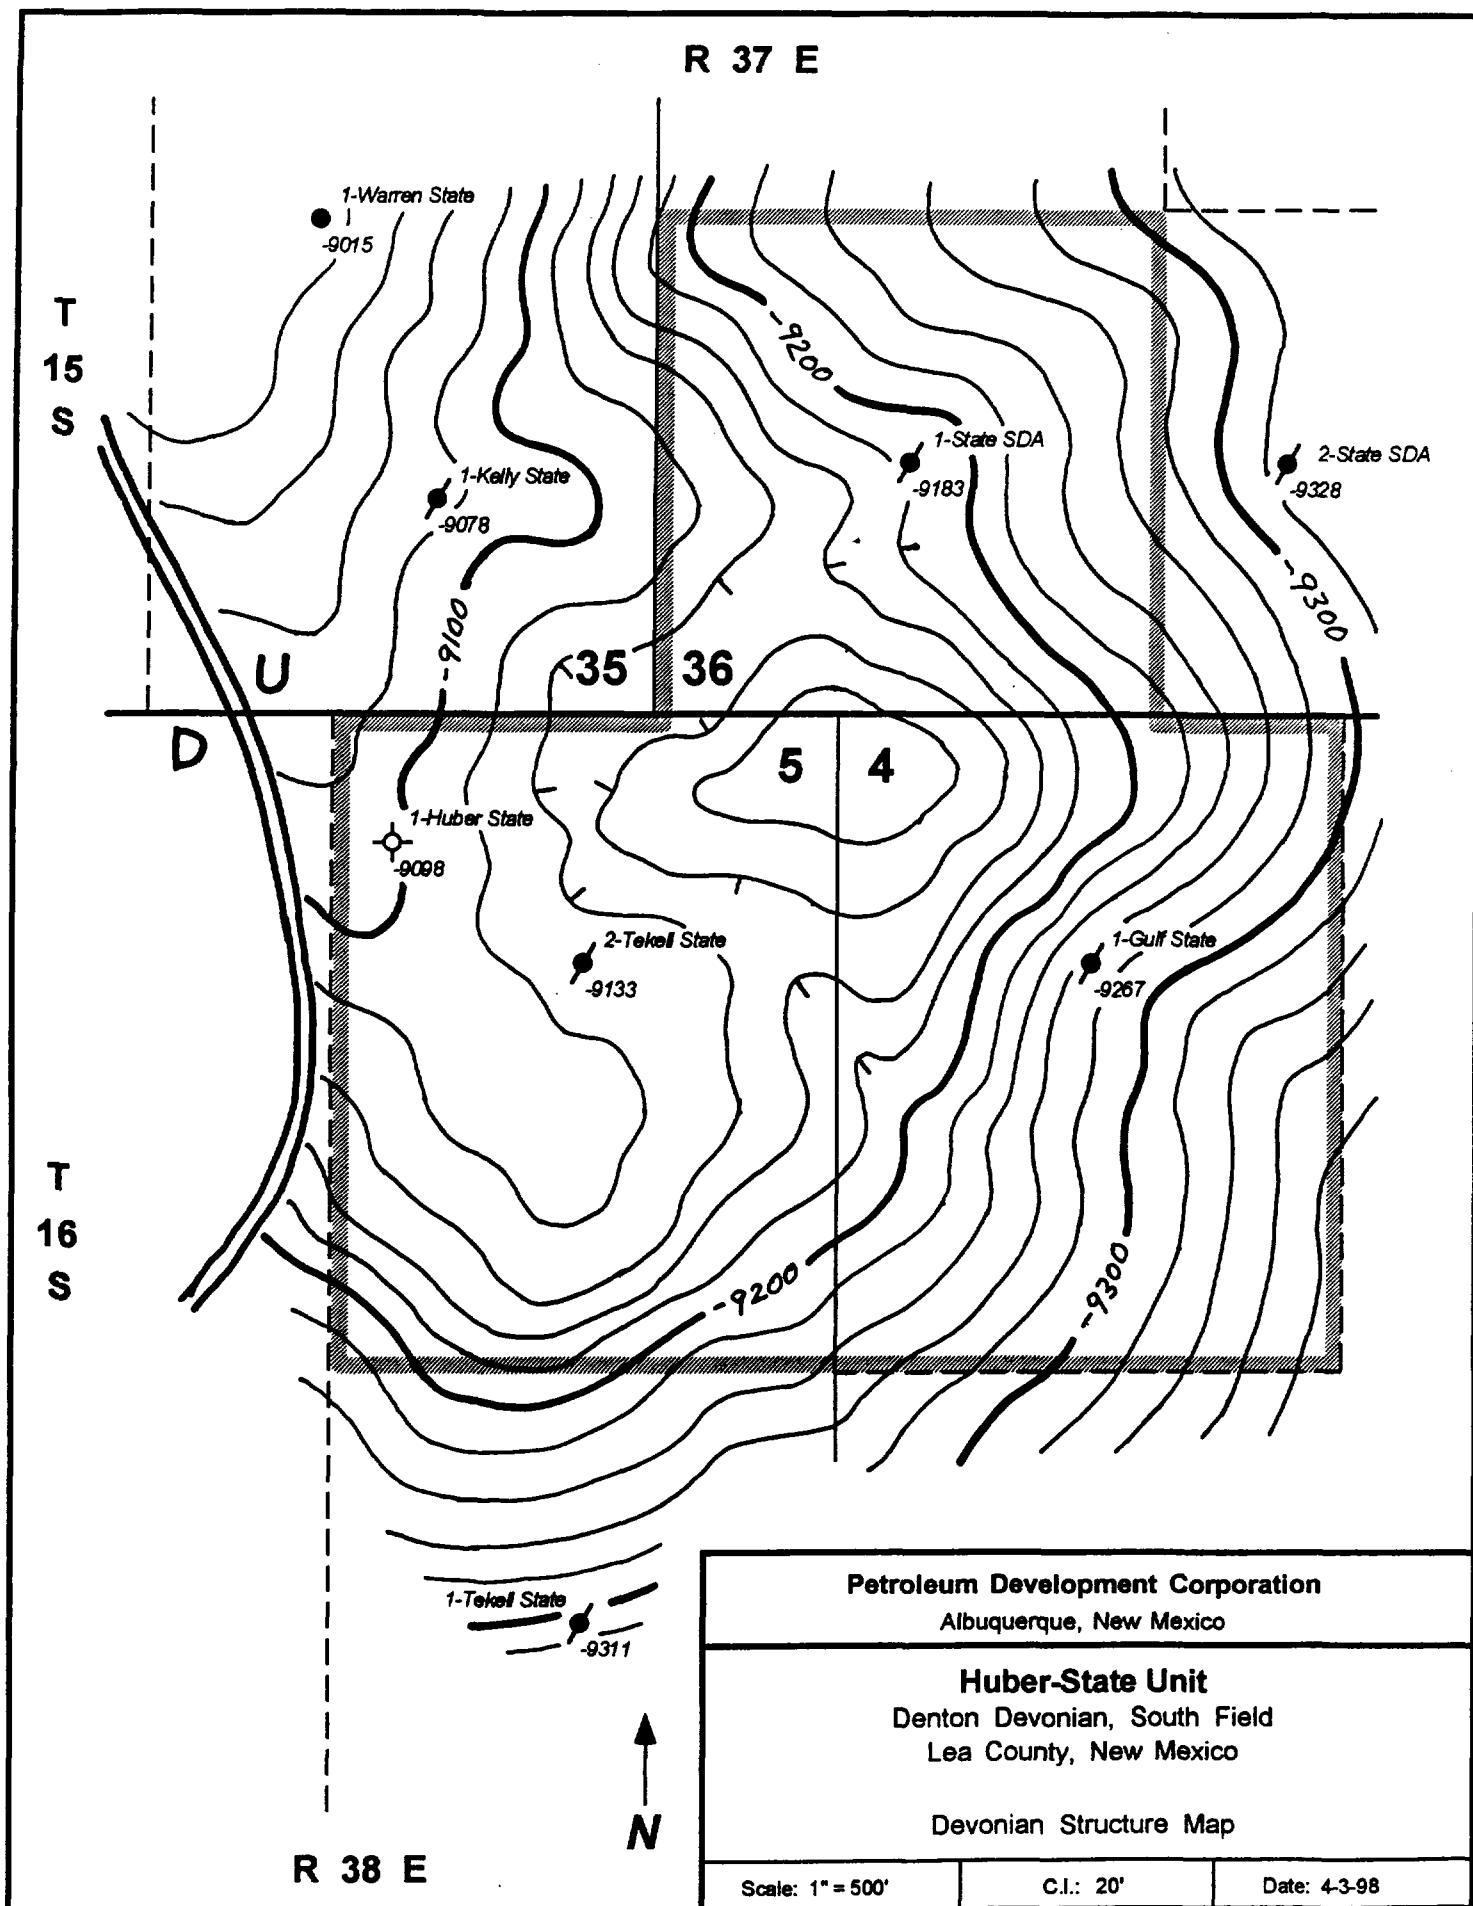 R 37 E
1-Warren State
-9015
T
15
S
-9200
1-State SDA
-9183
2-State SDA
-9328
1-Kelly State
-9078
-9300
-9100
U
35
36
D
5
4
1-Huber State
-9098
2-Tekell State
-9133
1-Gulf State
-9267
T
16
S
-9200
-9300
1-Tekell State
-9311
N
R 38 E
Petroleum Development Corporation
Albuquerque, New Mexico
Huber-State Unit
Denton Devonian, South Field
Lea County, New Mexico
Devonian Structure Map
Scale: 1" = 500'
C.I.: 20'
Date: 4-3-98